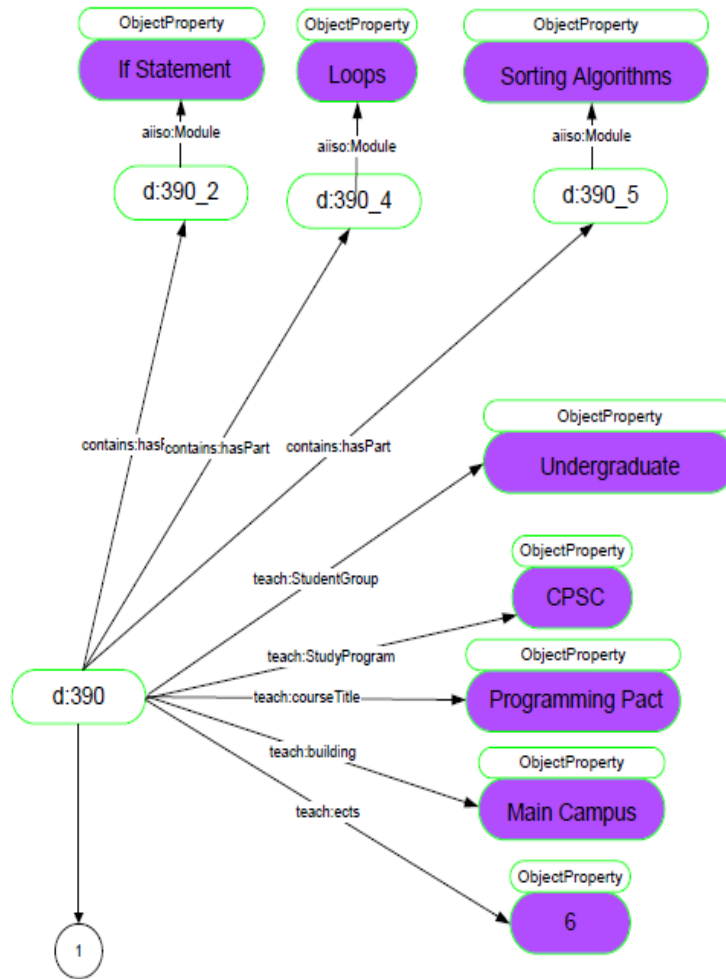 ObjectProperty
If Statement
ObjectProperty
Loops
ObjectProperty
Sorting Algorithms
aiiso:Module
aiiso:Module
aiiso:Module
d:390_2
d:390_4
d:390_5
contains:hasP
contains:hasPart
contains:hasPart
ObjectProperty
Undergraduate
teach:StudentGroup
ObjectProperty
CPSC
teach:StudyProgram
ObjectProperty
Programming Pact
teach:courseTitle
d:390
teach:building
ObjectProperty
Main Campus
teach:ects
ObjectProperty
6
1